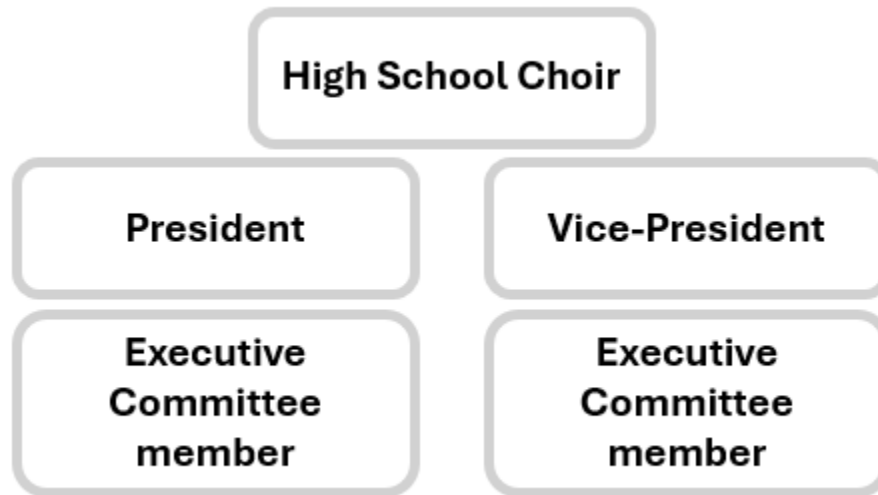 High School Choir
President
Vice-President
Executive
Committee
member
Executive
Committee
member